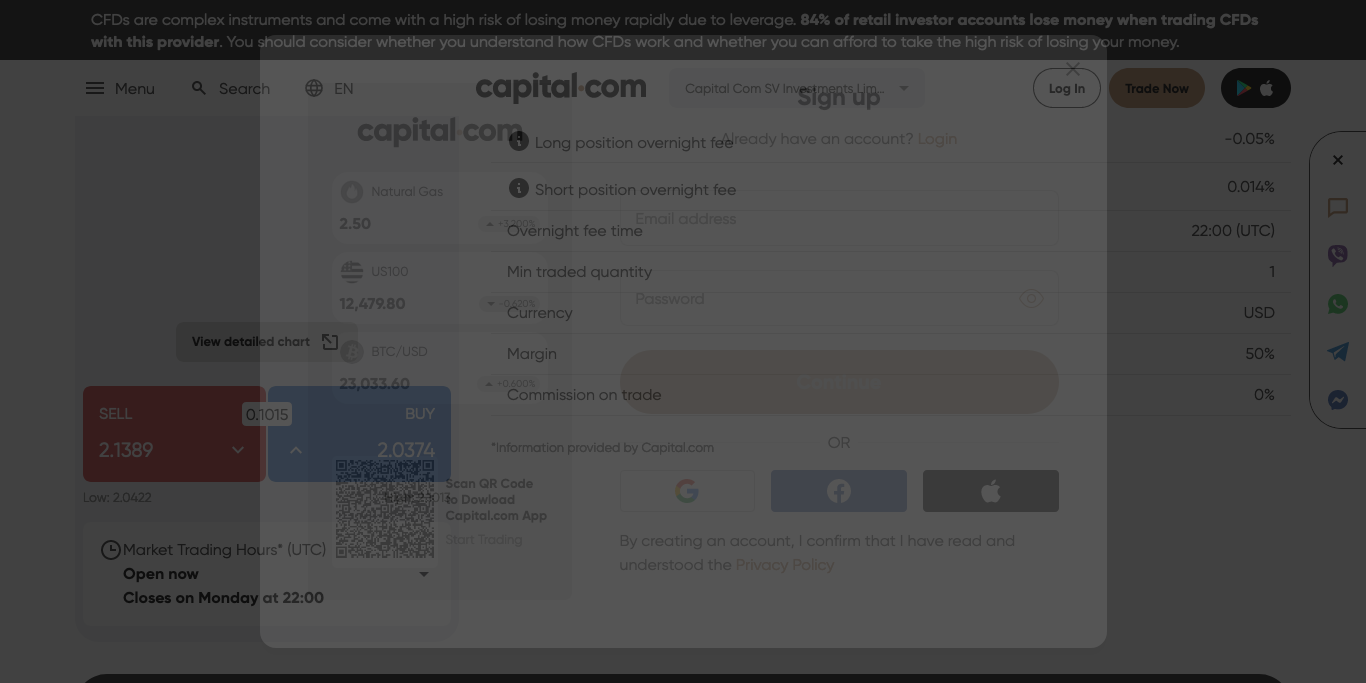 CFDs are complex instruments and come with a high risk of losing money rapidly due to leverage. 84% of retail investor accounts lose money when trading CFDs
with this provider. You should consider whether you understand how CFDs work and whether you can afford to take the high risk of losing your money.
Menu
Search
EN
capital.com
Capital Com SV Investments Lim...
Log In
Trade Now
Sign up
Already have an account? Login
capital.com
Natural Gas
2.50
+3.200%
US100
12,479.80
-0.620%
BTC/USD
23,033.60
+0.600%
Long position overnight fee
-0.05%
Short position overnight fee
0.014%
Email address
Overnight fee time
22:00 (UTC)
Min traded quantity
1
Password
Currency
USD
Margin
50%
Continue
Commission on trade
0%
*Information provided by Capital.com
OR
View detailed chart
SELL
0.1015
BUY
2.1389
2.0374
Low: 2.0422
Scan QR Code
to Dowload
Capital.com App
Start Trading
By creating an account, I confirm that I have read and
understood the Privacy Policy
Market Trading Hours* (UTC)
Open now
Closes on Monday at 22:00